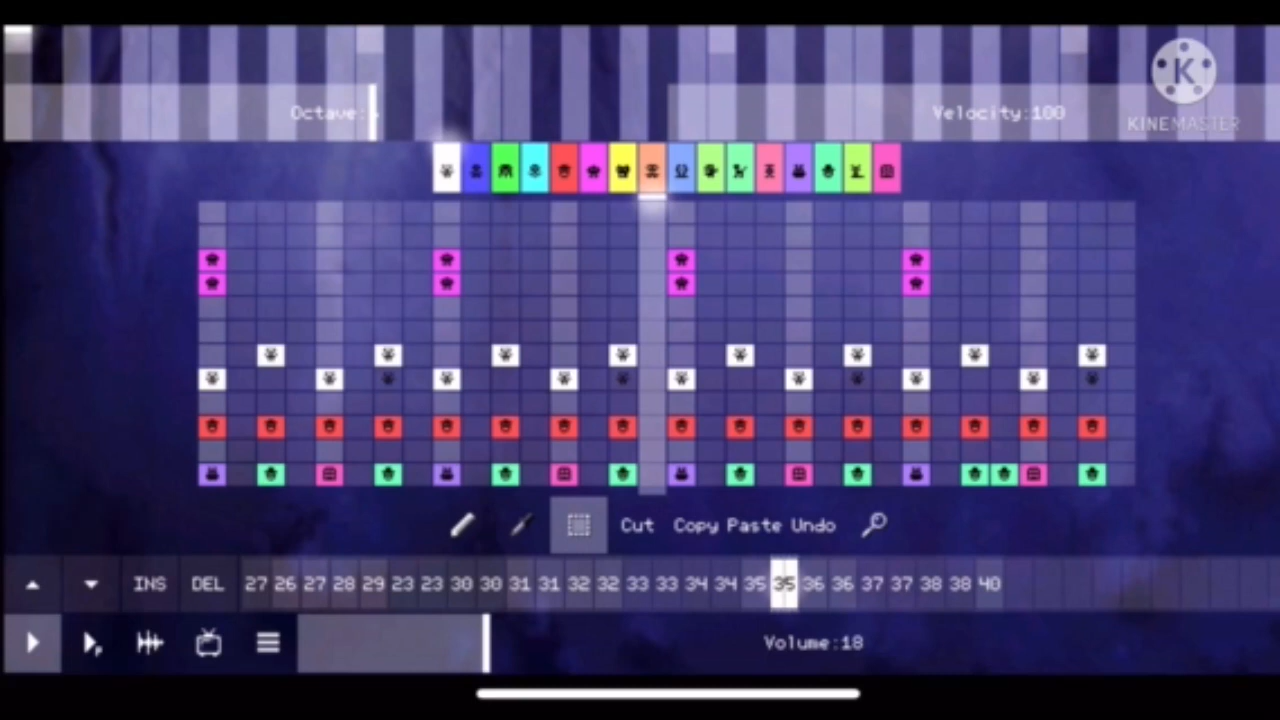 Octave:
Velocity:100
K
KINEMASTER
Cut Copy Paste Undo
INS DEL 27 26 27 28 29 23 23 30 30 31 31 32 32 33 33 34 34 35 35 36 36 37 37 38 38 40
Volume:18